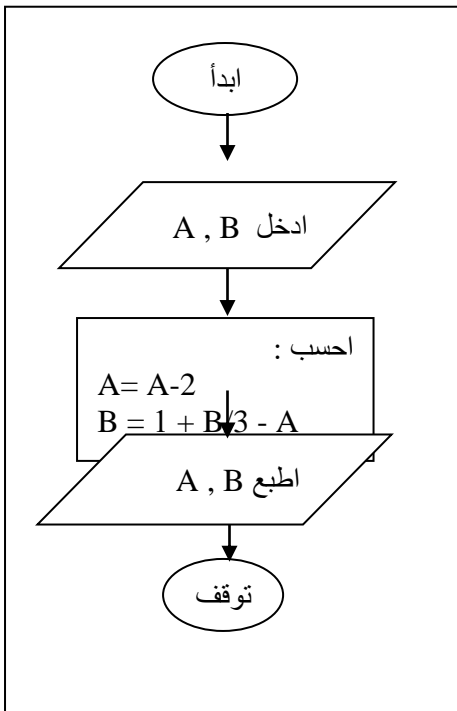 ابدأ
ادخل A , B
احسب :
A= A-2
B = 1 + B/3 - A
اطبع A , B
توقف